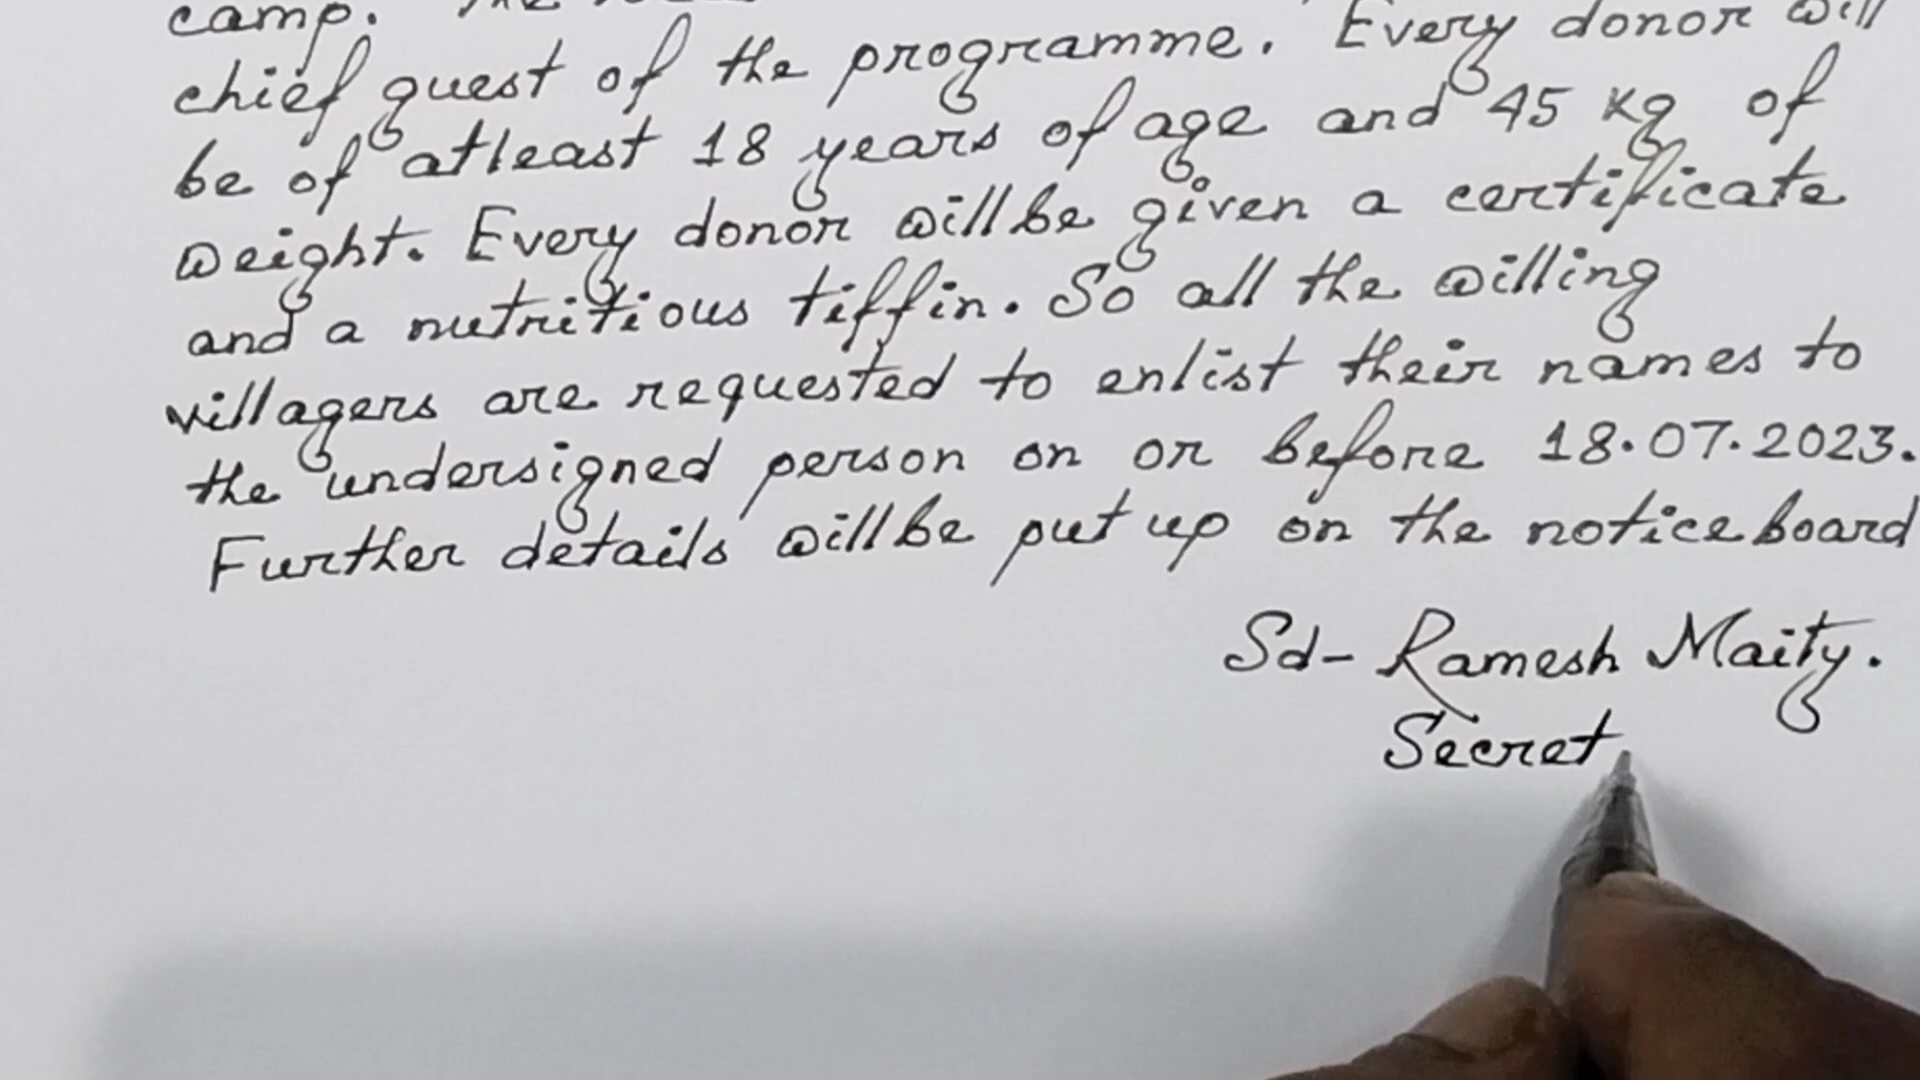 camp. The
chief guest of the programme. Every donor will
be of atleast 18 years of age and 45 kg of
weight. Every donor will be given a certificate
and a nutritious tiffin. So all the willing
villagers are requested to enlist their names to
the undersigned person on or before 18.07.2023.
Further details will be put up on the notice board
Sd- Ramesh Maity.
Secret